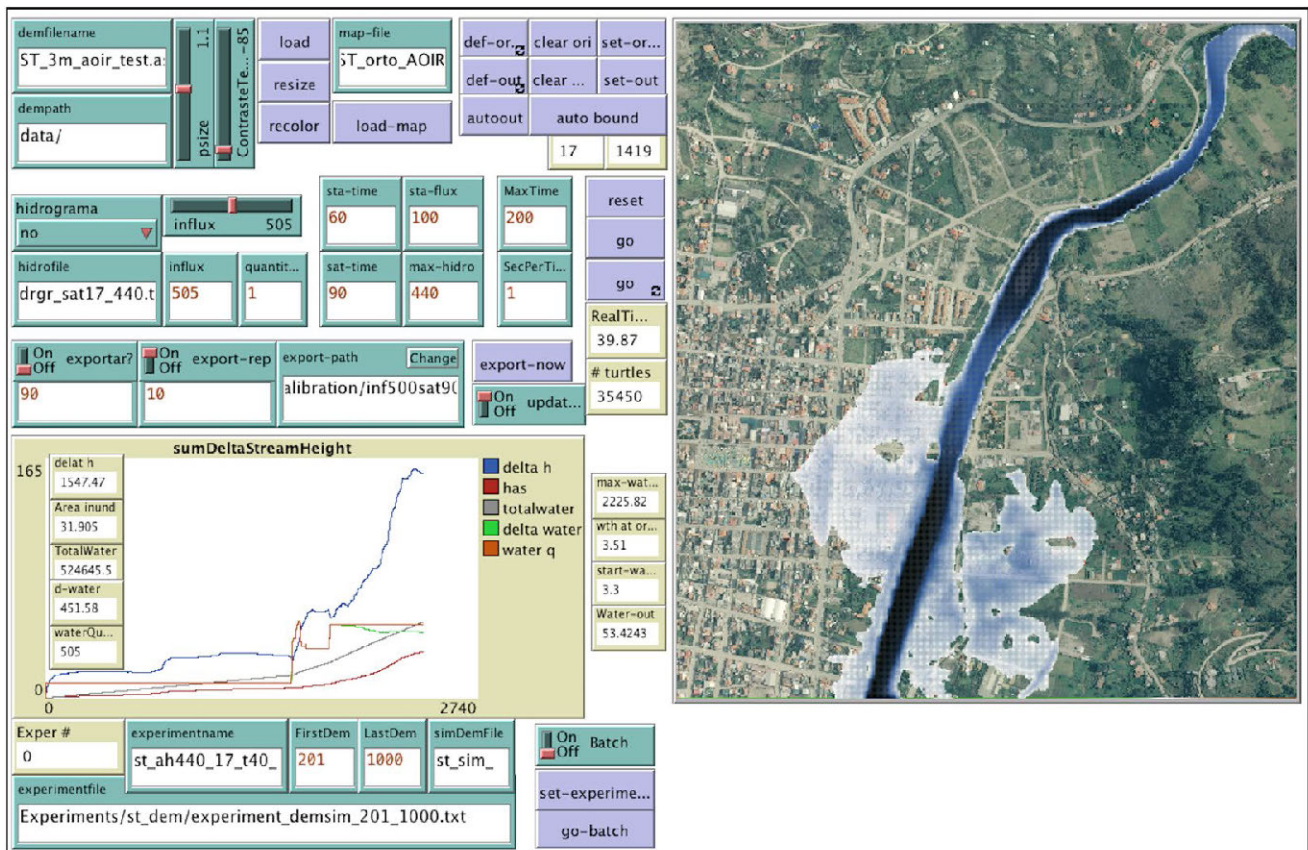 demfilename
ST_3m_aoir_test.a
dempath
data/
psize 1.1
ContrasteTe... -85
load
resize
recolor
map-file
ST_orto_AOIR
load-map
def-or... clear ori set-or...
def-out clear ... set-out
autoout auto bound
17 1419
hidrograma
no
influx 505
hidrofile
drgr_sat17_440.t
influx
505
quantit...
1
sta-time
60
sta-flux
100
sat-time
90
max-hidro
440
MaxTime
200
SecPerTi...
1
reset
go
go
RealTi...
39.87
# turtles
35450
On
Off
exportar?
90
On
Off
export-rep
10
export-path Change
alibration/inf500sat90
export-now
On
Off
updat...
sumDeltaStreamHeight
165
0
0 2740
delat h
1547.47
Area inund
31.905
TotalWater
524645.5
d-water
451.58
waterQu...
505
delta h
has
totalwater
delta water
water q
max-wat...
2225.82
wth at or...
3.51
start-wa...
3.3
Water-out
53.4243
Exper #
0
experimentname
st_ah440_17_t40_
FirstDem
201
LastDem
1000
simDemFile
st_sim_
experimentfile
Experiments/st_dem/experiment_demsim_201_1000.txt
On
Off
Batch
set-experime...
go-batch